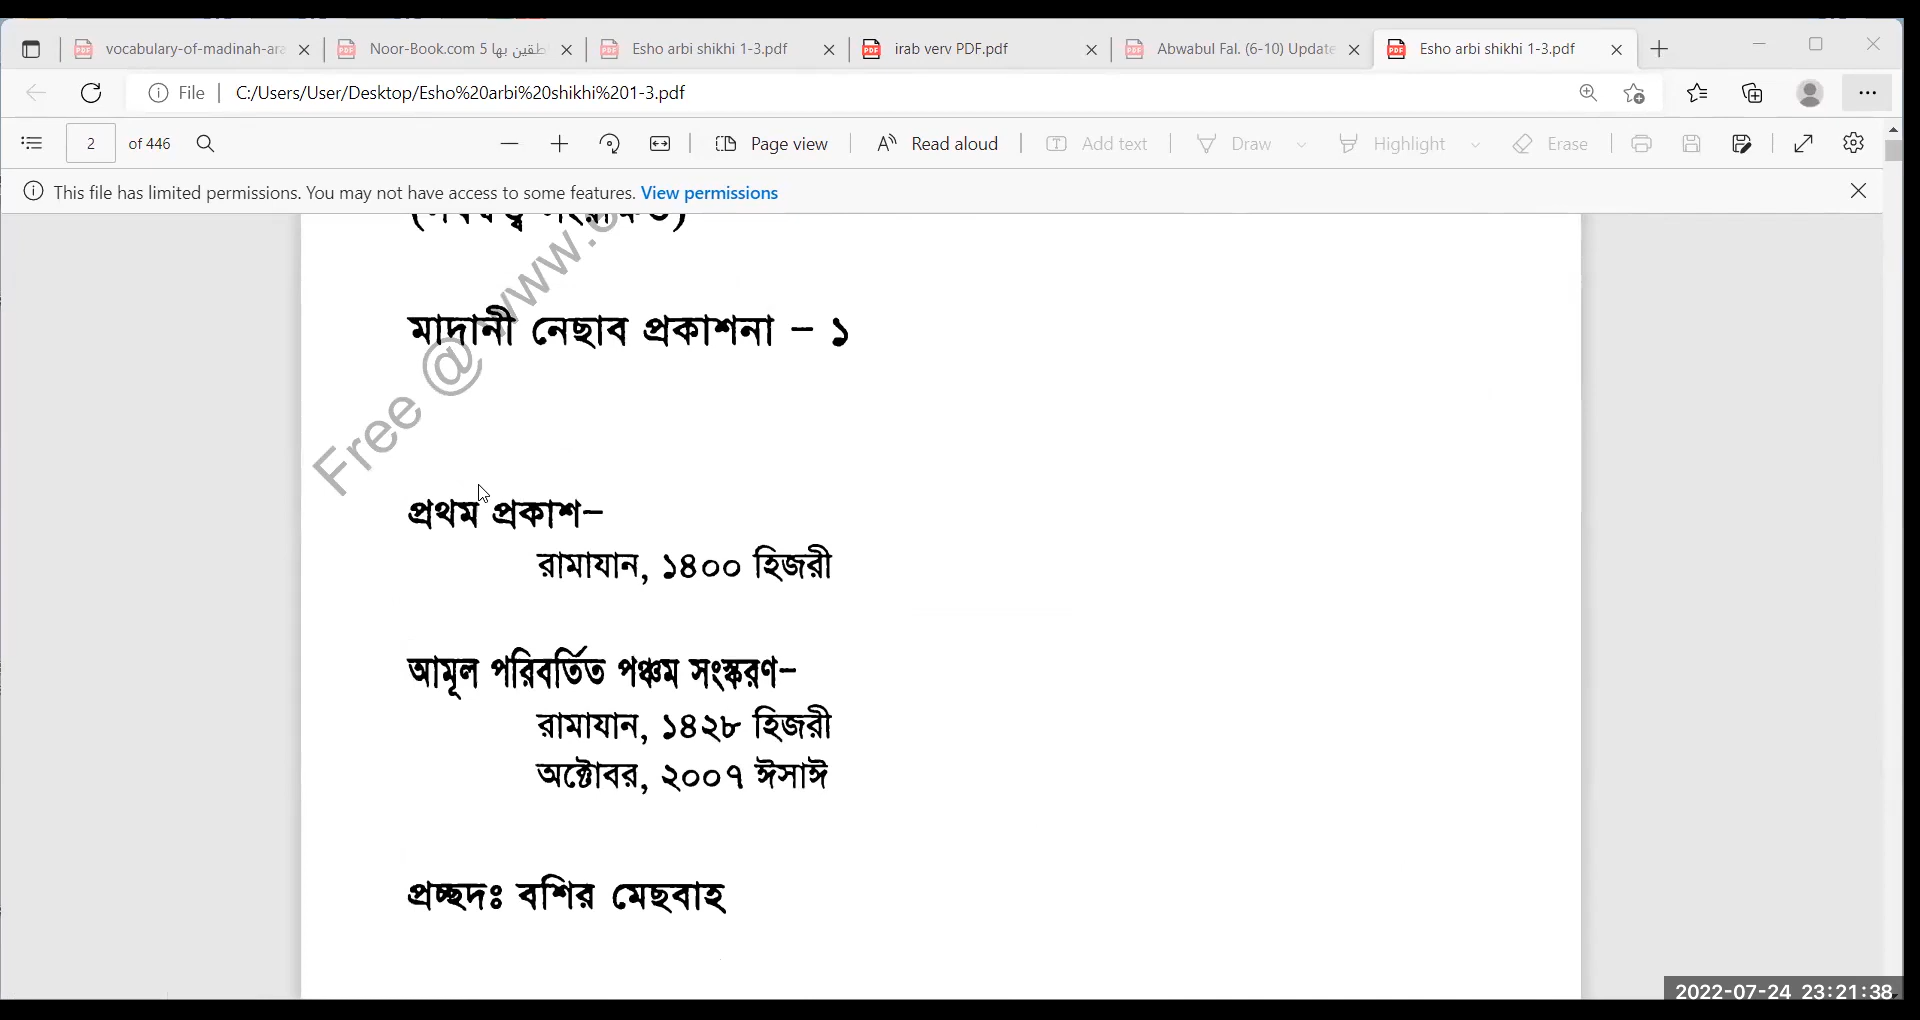 vocabulary-of-madinah-ara
Noor-Book.com 5 طقين بها
Esho arbi shikhi 1-3.pdf
irab verv PDF.pdf
Abwabul Fal. (6-10) Update
Esho arbi shikhi 1-3.pdf
File
C:/Users/User/Desktop/Esho%20arbi%20shikhi%201-3.pdf
2 of 446
Page view
Read aloud
Add text
Draw
Highlight
Erase
This file has limited permissions. You may not have access to some features. View permissions
Free @ www.
মাদানী নেছাব প্রকাশনা – ১
প্রথম প্রকাশ–
রামাযান, ১৪০০ হিজরী
আমূল পরিবর্তিত পঞ্চম সংস্করণ–
রামাযান, ১৪২৮ হিজরী
অক্টোবর, ২০০৭ ঈসাঈ
প্রচ্ছদঃ বশির মেছবাহ
2022-07-24 23:21:38